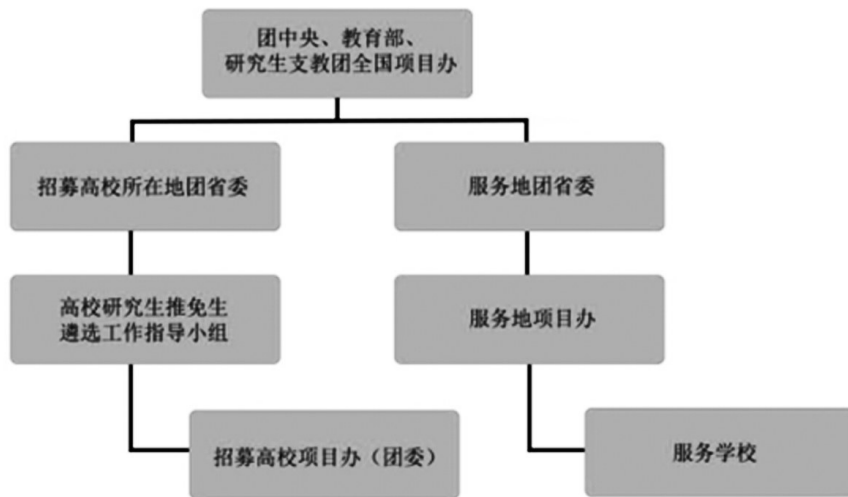 团中央、教育部、
研究生支教团全国项目办
招募高校所在地团省委
服务地团省委
高校研究生推免生
遴选工作指导小组
服务地项目办
招募高校项目办（团委）
服务学校